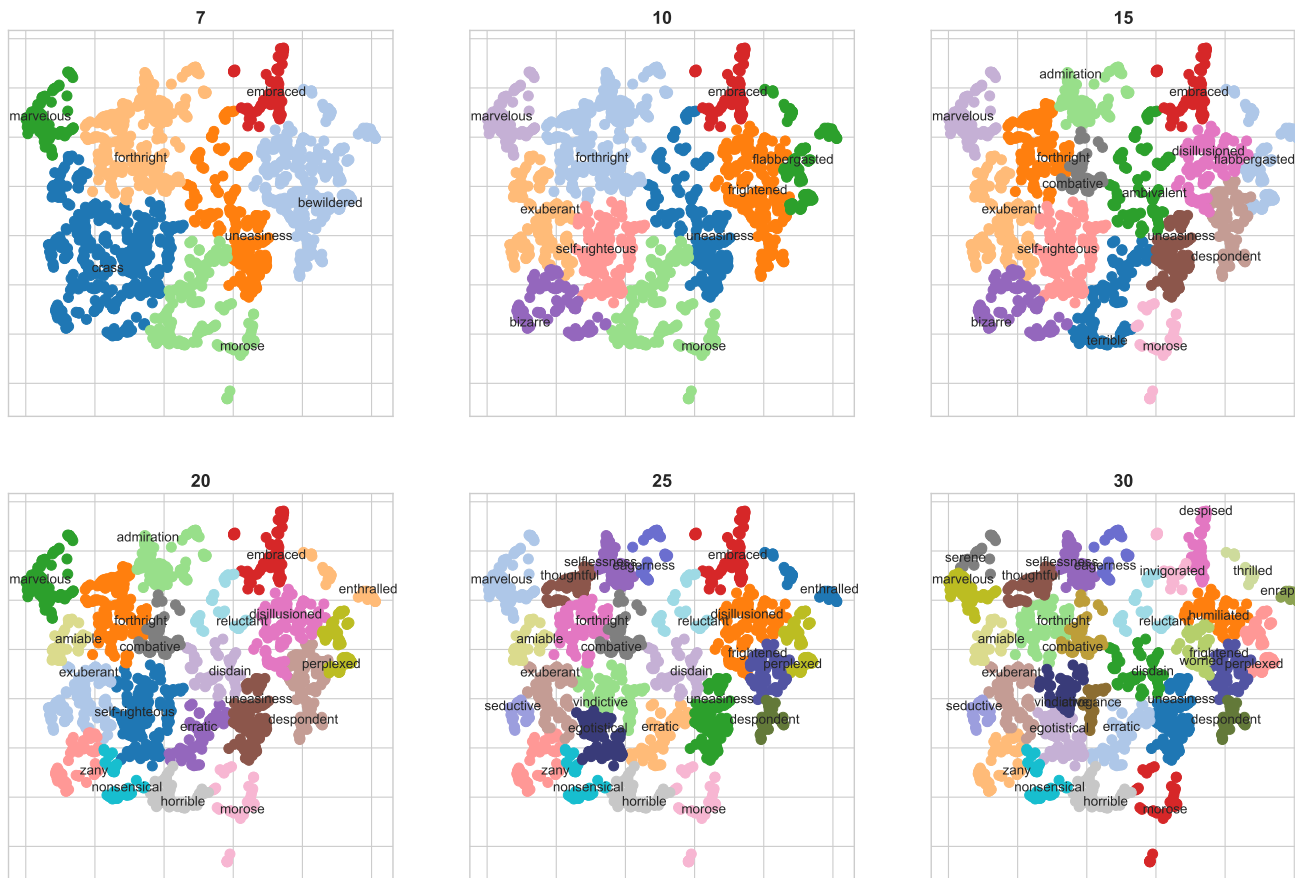 7
embraced
marvelous
forthright
bewildered
uneasiness
crass
morose
10
embraced
marvelous
forthright
flabbergasted
frightened
exuberant
uneasiness
self-righteous
bizarre
morose
15
admiration
embraced
marvelous
disillusioned
forthright
flabbergasted
combative
ambivalent
exuberant
uneasiness
self-righteous
despondent
bizarre
terrible
morose
20
admiration
embraced
marvelous
enthralled
disillusioned
forthright
reluctant
amiable
combative
perplexed
exuberant
disdain
uneasiness
self-righteous
despondent
erratic
zany
nonsensical
horrible
morose
25
embraced
selflessness
eagerness
thoughtful
marvelous
enthralled
disillusioned
forthright
reluctant
amiable
combative
frightened
perplexed
exuberant
disdain
uneasiness
vindictive
seductive
despondent
egotistical
erratic
zany
nonsensical
horrible
morose
30
despised
serene
selflessness
eagerness
invigorated
thrilled
thoughtful
marvelous
enrap
humiliated
forthright
reluctant
amiable
combative
frightened
worried
perplexed
exuberant
disdain
uneasiness
vindictive
seductive
despondent
egotistical
erratic
zany
nonsensical
horrible
morose